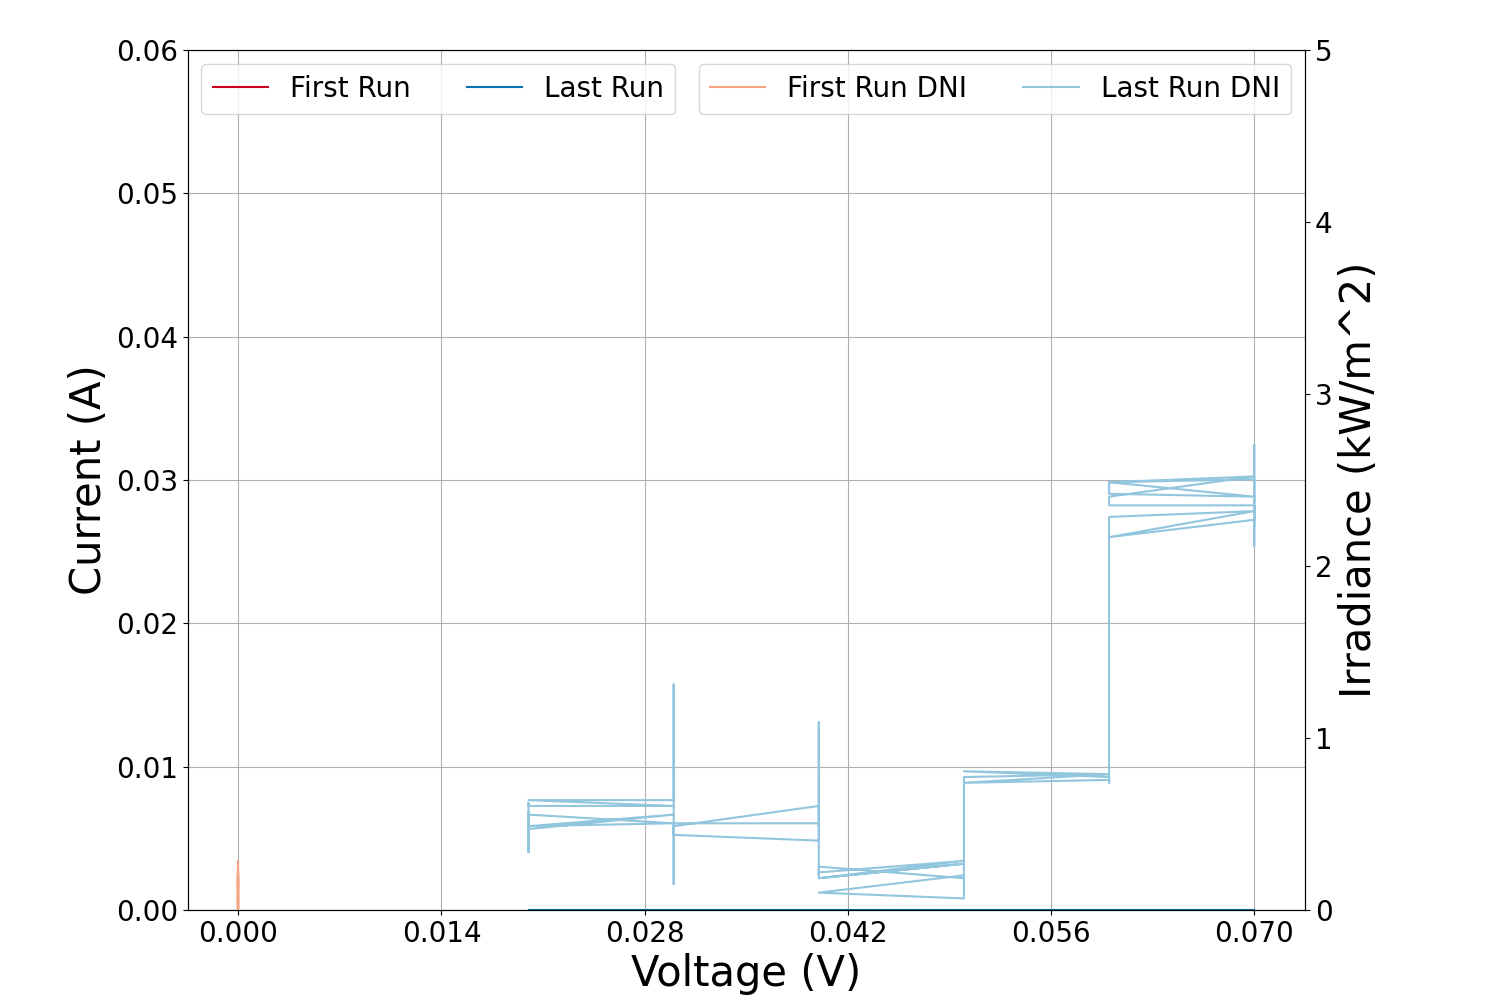 First Run
Last Run
First Run DNI
Last Run DNI
0.06
0.05
0.04
0.03
0.02
0.01
0.00
Current (A)
5
4
3
2
1
0
Irradiance (kW/m^2)
0.000 0.014 0.028 0.042 0.056 0.070
Voltage (V)